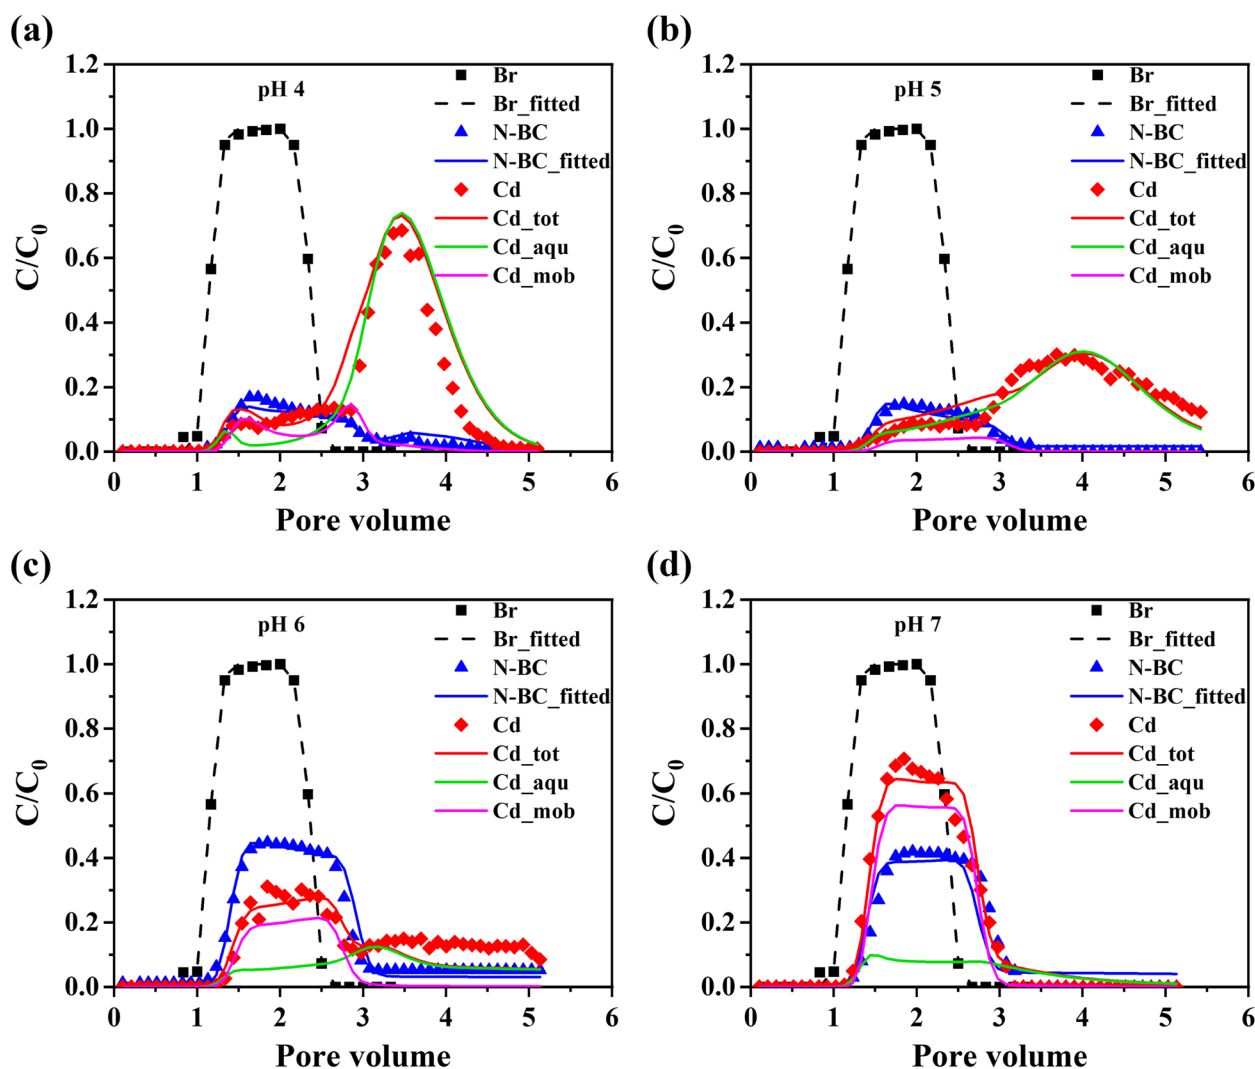 (a)
1.2
1.0
0.8
0.6
0.4
0.2
0.0
C/C0
pH 4
Br
Br_fitted
N-BC
N-BC_fitted
Cd
Cd_tot
Cd_aqu
Cd_mob
0 1 2 3 4 5 6
Pore volume
(b)
1.2
1.0
0.8
0.6
0.4
0.2
0.0
C/C0
pH 5
Br
Br_fitted
N-BC
N-BC_fitted
Cd
Cd_tot
Cd_aqu
Cd_mob
0 1 2 3 4 5 6
Pore volume
(c)
1.2
1.0
0.8
0.6
0.4
0.2
0.0
C/C0
pH 6
Br
Br_fitted
N-BC
N-BC_fitted
Cd
Cd_tot
Cd_aqu
Cd_mob
0 1 2 3 4 5 6
Pore volume
(d)
1.2
1.0
0.8
0.6
0.4
0.2
0.0
C/C0
pH 7
Br
Br_fitted
N-BC
N-BC_fitted
Cd
Cd_tot
Cd_aqu
Cd_mob
0 1 2 3 4 5 6
Pore volume